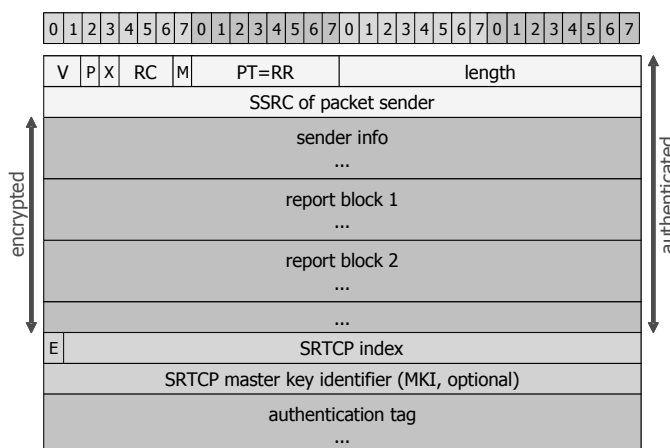 0 1 2 3 4 5 6 7 0 1 2 3 4 5 6 7 0 1 2 3 4 5 6 7 0 1 2 3 4 5 6 7
V P X RC M PT=RR length
SSRC of packet sender
sender info
...
report block 1
...
report block 2
...
...
E SRTCP index
SRTCP master key identifier (MKI, optional)
authentication tag
...
encrypted
authenticated